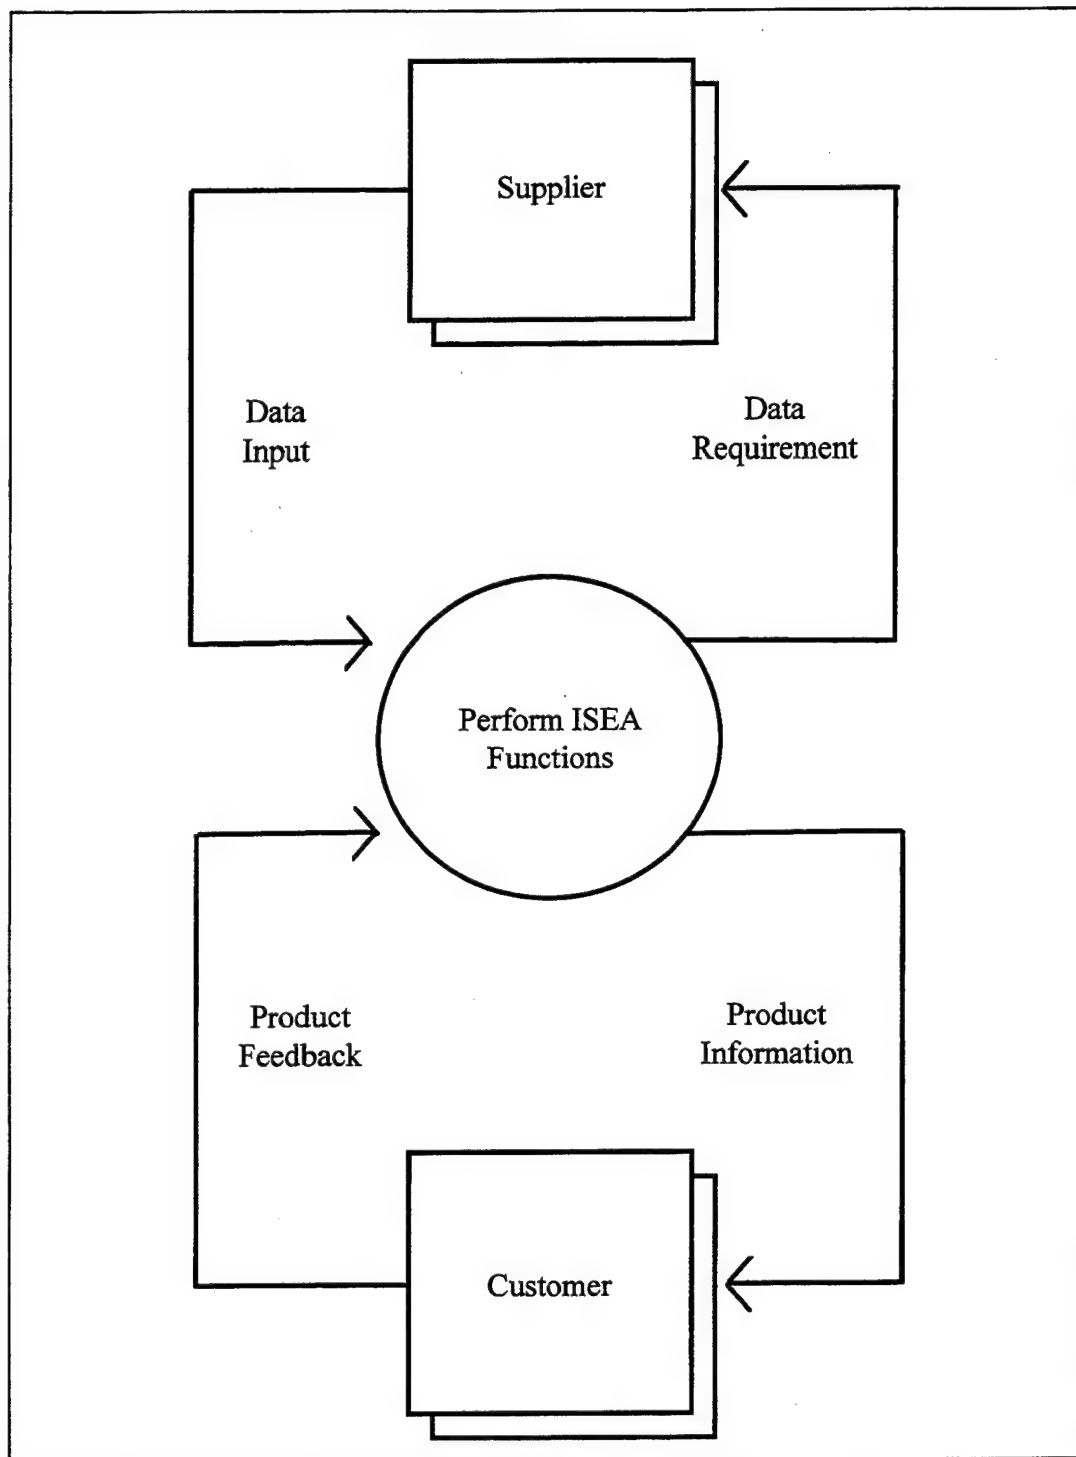 Supplier
Data
Input
Data
Requirement
Perform ISEA
Functions
Product
Feedback
Product
Information
Customer